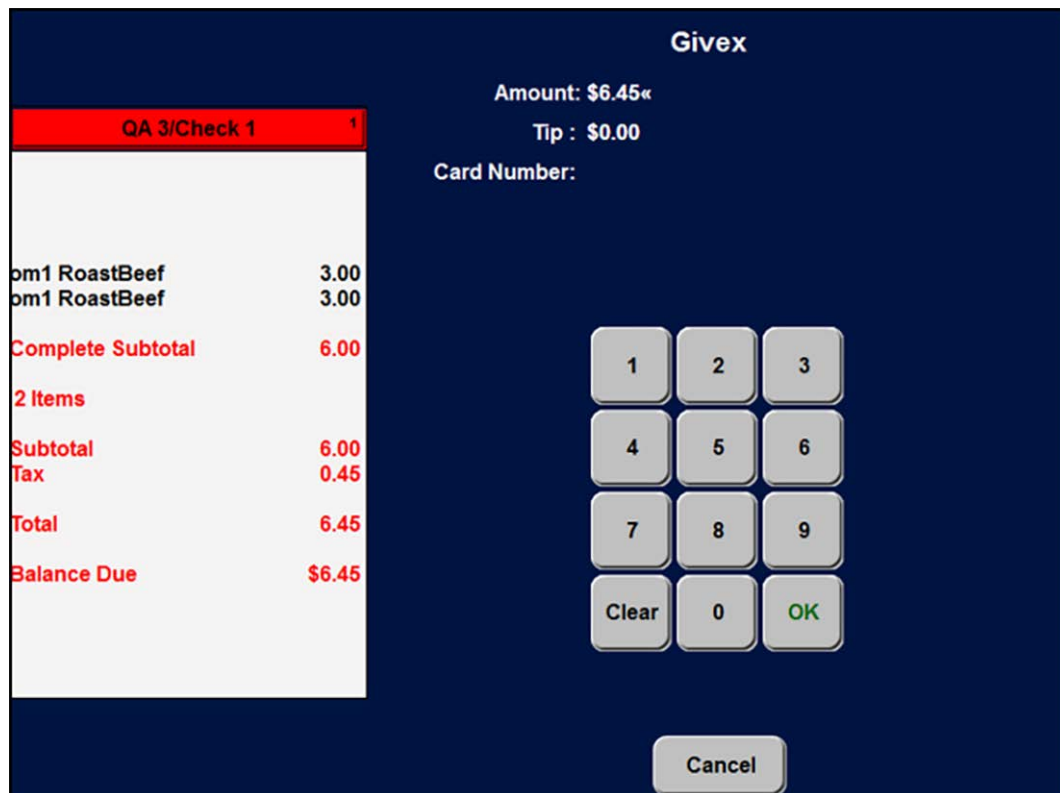 Givex
Amount: $6.45«
Tip : $0.00
Card Number:
QA 3/Check 1 1
om1 RoastBeef 3.00
om1 RoastBeef 3.00
Complete Subtotal 6.00
2 Items
Subtotal 6.00
Tax 0.45
Total 6.45
Balance Due $6.45
1 2 3
4 5 6
7 8 9
Clear 0 OK
Cancel